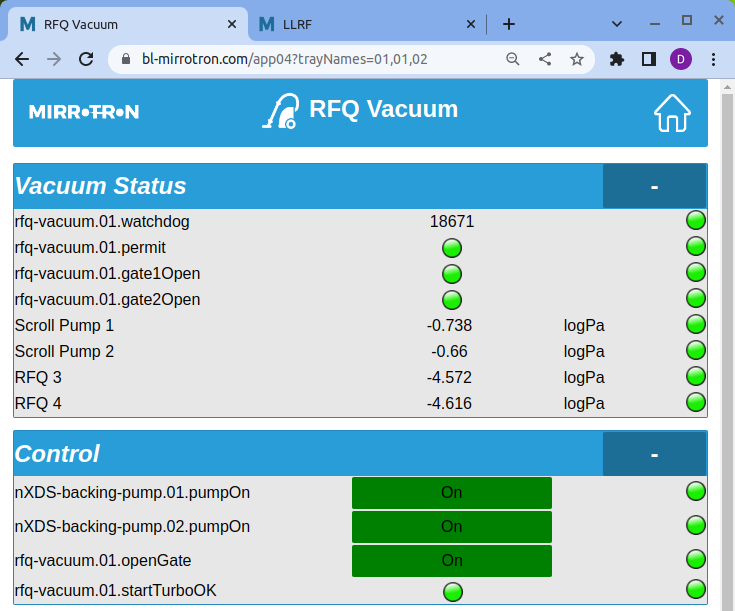 RFQ Vacuum
LLRF
bl-mirrotron.com/app04?trayNames=01,01,02
D
MIRROTRON
RFQ Vacuum
Vacuum Status
-
rfq-vacuum.01.watchdog 18671
rfq-vacuum.01.permit
rfq-vacuum.01.gate1Open
rfq-vacuum.01.gate2Open
Scroll Pump 1 -0.738 logPa
Scroll Pump 2 -0.66 logPa
RFQ 3 -4.572 logPa
RFQ 4 -4.616 logPa
Control
-
nXDS-backing-pump.01.pumpOn On
nXDS-backing-pump.02.pumpOn On
rfq-vacuum.01.openGate On
rfq-vacuum.01.startTurboOK